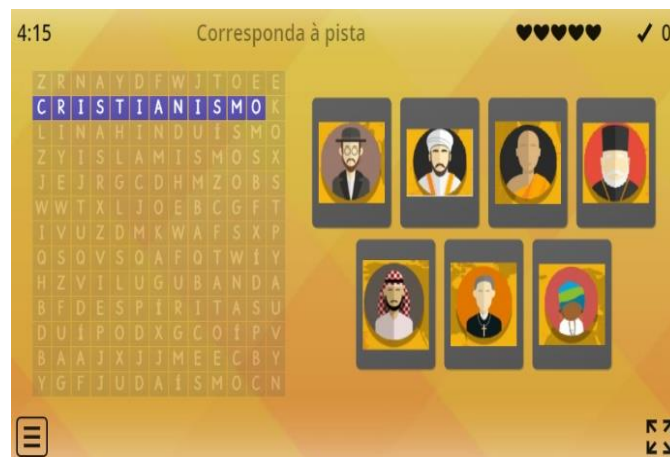 4:15 Corresponda à pista ✓ 0
Z R N A Y D F W J T O E E
C R I S T I A N I S M O K
L I N A H I N D U Í S M O
Z Y I S L A M I S M O S X
J E J R G C D I M Z O B S
W W T X L J O E B C G F T
I V U Z D M K W A F S X P
H Z V I L U G U B A N D A
D U Í P O D X G C O Í P V
B A A J X J J M E E C B Y
Y G F J U D A Í S M O C N